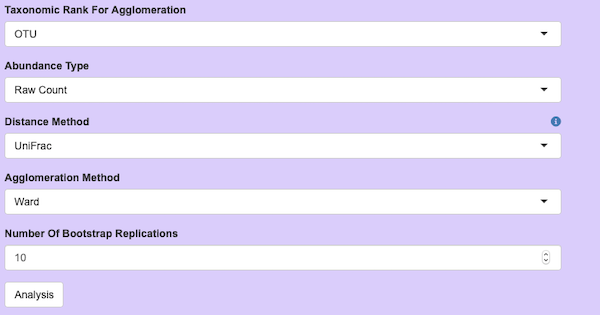 Taxonomic Rank For Agglomeration
OTU
Abundance Type
Raw Count
Distance Method
UniFrac
Agglomeration Method
Ward
Number Of Bootstrap Replications
10
Analysis